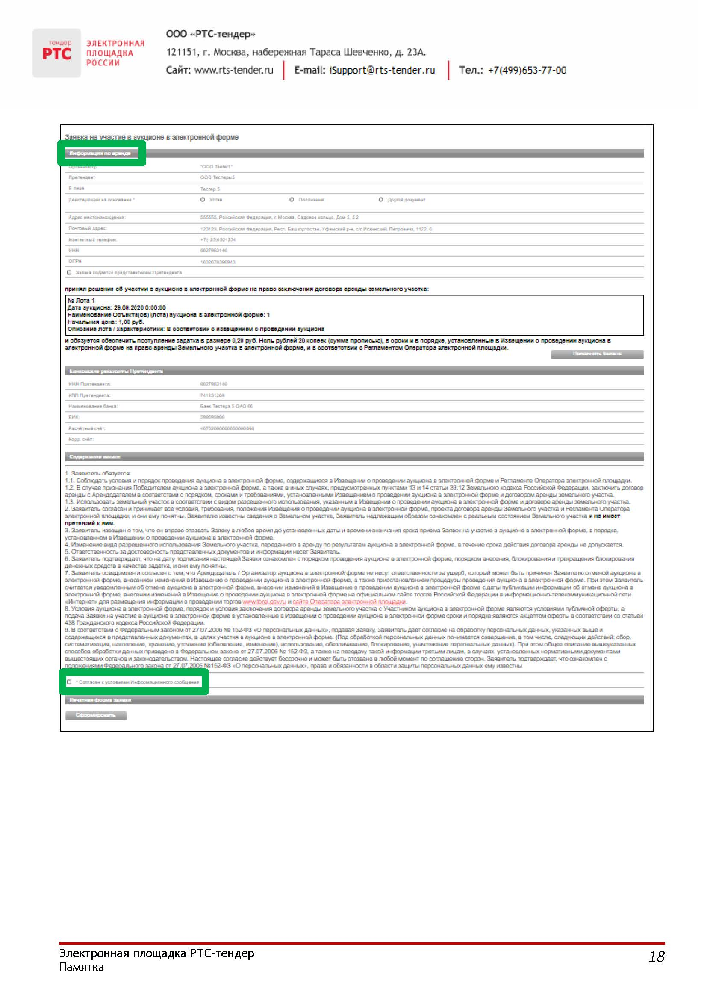 тендер
РТС
ЭЛЕКТРОННАЯ
ПЛОЩАДКА
РОССИИ
ООО «РТС-тендер»
121151, г. Москва, набережная Тараса Шевченко, д. 23А.
Сайт: www.rts-tender.ru | E-mail: iSupport@rts-tender.ru | Тел.: +7(499)653-77-00
Заявка на участие в аукционе в электронной форме
Информация по аренде
Организатор "ООО Тезтег1"
Претендент ООО Тестеры5
В лице Тестер 5
Действующий на основании * Устав Положение Другой документ
Адрес местонахождения: 555555, Российская Федерация, г Москва, Садовое кольцо, Дом 5, 5 2
Почтовый адрес: 123123, Российская Федерация, Респ. Башкортостан, Уфимский р-н, с/с Искинский, Петровича, 1122, 6
Контактный телефон: +7(123)4321234
ИНН 6627983146
ОГРН
Заявка подаётся представителем Претендента
принял решение об участии в аукционе в электронной форме на право заключения договора аренды земельного участка:
№ Лота 1
Дата аукциона: 29.09.2020 0:00:00
Наименование Объекта(ов) (лота) аукциона в электронной форме: 1
Начальная цена: 1,00 руб.
Описание лота / характеристики: В соответсвии с извещением о проведении аукциона
и обязуется обеспечить поступление задатка в размере 0,20 руб. Ноль рублей 20 копеек (сумма прописью), в сроки и в порядке, установленные в Извещении о проведении аукциона в
электронной форме на право аренды Земельного участка в электронной форме, и в соответствии с Регламентом Оператора электронной площадки.
Пополнить баланс
Банковские реквизиты Претендента
ИНН Претендента: 6627983146
КПП Претендента:
Наименование банка: Банк Тестера 5 ОАО 66
БИК:
Расчётный счёт:
Корр. счёт:
Содержание заявки
1. Заявитель обязуется:
1.1. Соблюдать условия и порядок проведения аукциона в электронной форме, содержащиеся в Извещении о проведении аукциона в электронной форме и Регламенте Оператора электронной площадки.
1.2. В случае признания Победителем аукциона в электронной форме, а также в иных случаях, предусмотренных пунктами 13 и 14 статьи 39.12 Земельного кодекса Российской Федерации, заключить договор
аренды с Арендодателем в соответствии с порядком, сроками и требованиями, установленными Извещением о проведении аукциона в электронной форме и договором аренды земельного участка.
1.3. Использовать земельный участок в соответствии с видом разрешенного использования, указанным в Извещении о проведении аукциона в электронной форме и договоре аренды земельного участка.
2. Заявитель согласен и принимает все условия, требования, положения Извещения о проведении аукциона в электронной форме, проекта договора аренды Земельного участка и Регламента Оператора
электронной площадки, и они ему понятны. Заявителю известны сведения о Земельном участке, Заявитель надлежащим образом ознакомлен с реальным состоянием Земельного участка и не имеет
претензий к ним.
3. Заявитель извещен о том, что он вправе отозвать Заявку в любое время до установленных даты и времени окончания срока приема Заявок на участие в аукционе в электронной форме, в порядке,
установленном в Извещении о проведении аукциона в электронной форме.
4. Изменение вида разрешенного использования Земельного участка, переданного в аренду по результатам аукциона в электронной форме, в течение срока действия договора аренды не допускается.
5. Ответственность за достоверность представленных документов и информации несет Заявитель.
6. Заявитель подтверждает, что на дату подписания настоящей Заявки ознакомлен с порядком проведения аукциона в электронной форме, порядком внесения, блокирования и прекращения блокирования
денежных средств в качестве задатка, и они ему понятны.
7. Заявитель осведомлен и согласен с тем, что Арендодатель / Организатор аукциона в электронной форме не несут ответственности за ущерб, который может быть причинен Заявителю отменой аукциона в
электронной форме, внесением изменений в Извещение о проведении аукциона в электронной форме, а также приостановлением процедуры проведения аукциона в электронной форме. При этом Заявитель
считается уведомленным об отмене аукциона в электронной форме, внесении изменений в Извещение о проведении аукциона в электронной форме с даты публикации информации об отмене аукциона в
электронной форме, внесении изменений в Извещение о проведении аукциона в электронной форме на официальном сайте торгов Российской Федерации в информационно-телекоммуникационной сети
«Интернет» для размещения информации о проведении торгов www.torgi.gov.ru и сайте Оператора электронной площадки.
8. Условия аукциона в электронной форме, порядок и условия заключения договора аренды земельного участка с Участником аукциона в электронной форме являются условиями публичной оферты, а
подача Заявки на участие в аукционе в электронной форме в установленные в Извещении о проведении аукциона в электронной форме сроки и порядке являются акцептом оферты в соответствии со статьей
438 Гражданского кодекса Российской Федерации.
9. В соответствии с Федеральным законом от 27.07.2006 № 152-ФЗ «О персональных данных», подавая Заявку, Заявитель дает согласие на обработку персональных данных, указанных выше и
содержащихся в представленных документах, в целях участия в аукционе в электронной форме. (Под обработкой персональных данных понимается совершение, в том числе, следующих действий: сбор,
систематизация, накопление, хранение, уточнение (обновление, изменение), использование, обезличивание, блокирование, уничтожение персональных данных). При этом общее описание вышеуказанных
способов обработки данных приведено в Федеральном законе от 27.07.2006 № 152-ФЗ, а также на передачу такой информации третьим лицам, в случаях, установленных нормативными документами
вышестоящих органов и законодательством. Настоящее согласие действует бессрочно и может быть отозвано в любой момент по соглашению сторон. Заявитель подтверждает, что ознакомлен с
положениями Федерального закона от 27.07.2006 №152-ФЗ «О персональных данных», права и обязанности в области защиты персональных данных ему известны
* Согласен с условиями Информационного сообщения
Печатная форма заявки
Сформировать
Электронная площадка РТС-тендер
Памятка
18